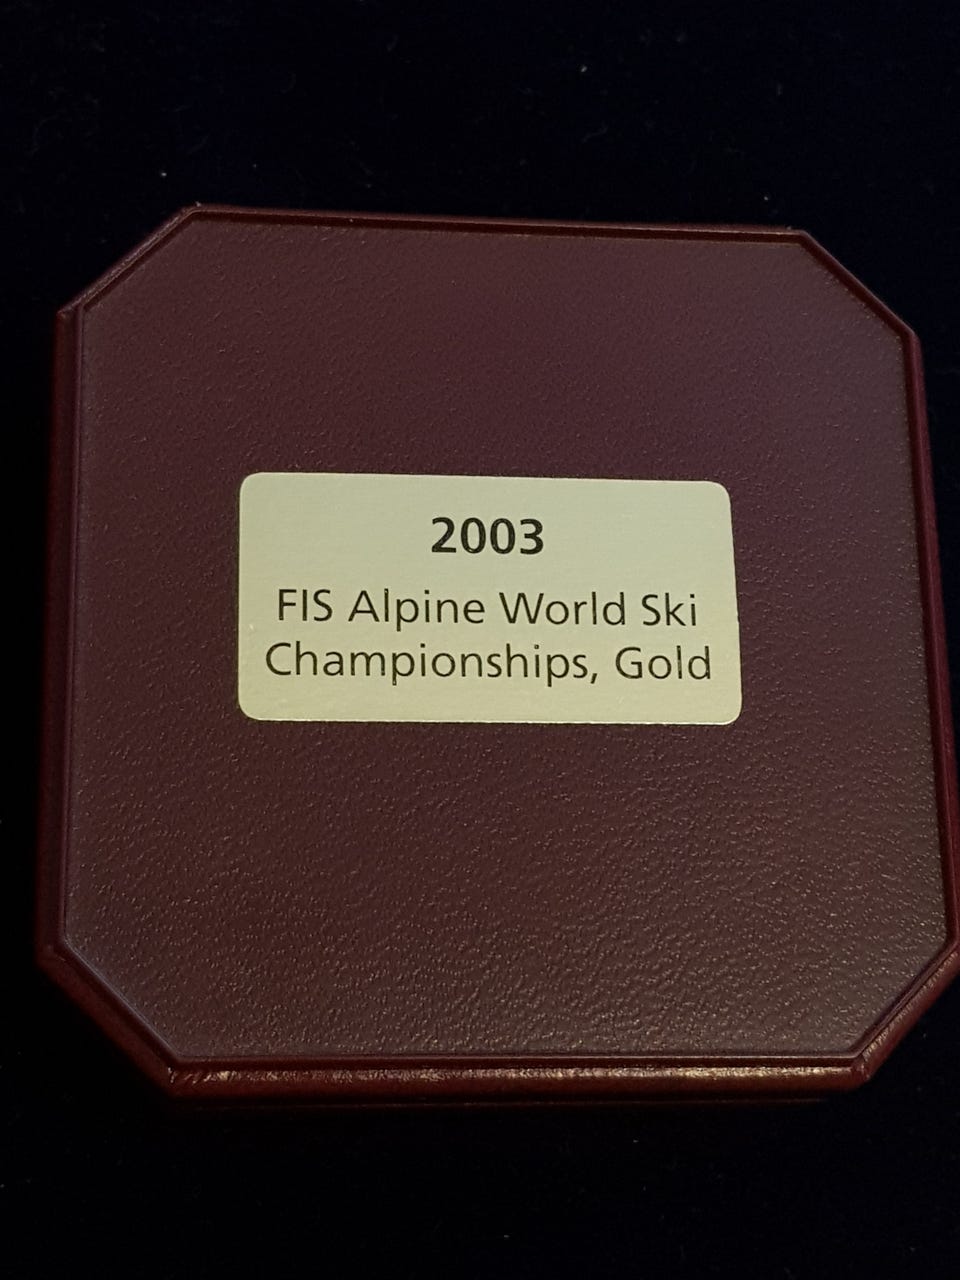 2003
FIS Alpine World Ski
Championships, Gold